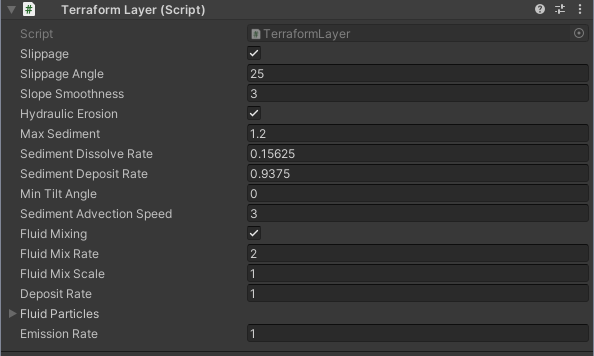 # Terraform Layer (Script)
Script TerraformLayer
Slippage
Slippage Angle 25
Slope Smoothness 3
Hydraulic Erosion
Max Sediment 1.2
Sediment Dissolve Rate 0.15625
Sediment Deposit Rate 0.9375
Min Tilt Angle 0
Sediment Advection Speed 3
Fluid Mixing
Fluid Mix Rate 2
Fluid Mix Scale 1
Deposit Rate 1
Fluid Particles
Emission Rate 1